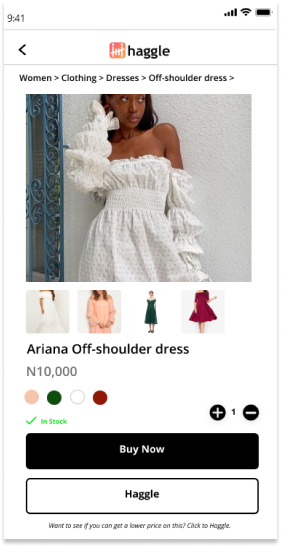 9:41
haggle
Women > Clothing > Dresses > Off-shoulder dress >
Ariana Off-shoulder dress
N10,000
1
In Stock
Buy Now
Haggle
Want to see if you can get a lower price on this? Click to Haggle.